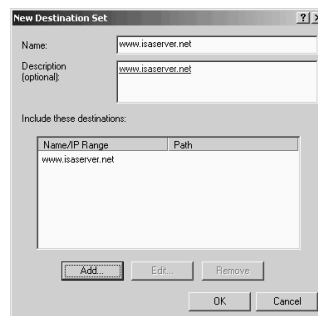 New Destination Set
Name: www.isaserver.net
Description (optional): www.isaserver.net
Include these destinations:
Name/IP Range Path
www.isaserver.net
Add... Edit... Remove
OK Cancel